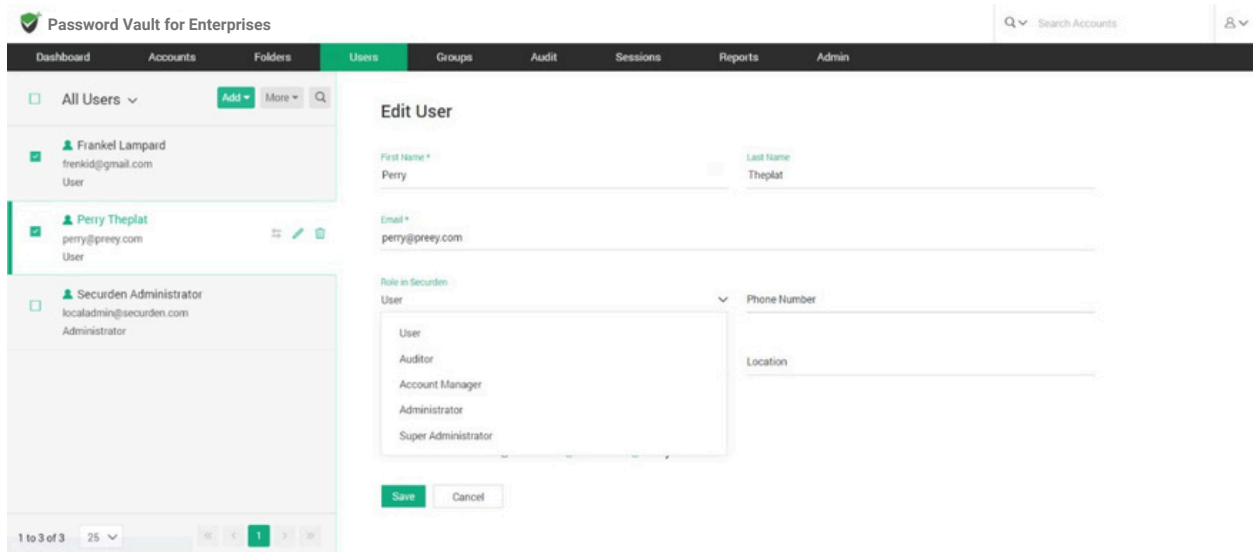 Password Vault for Enterprises
Search Accounts
Dashboard Accounts Folders Users Groups Audit Sessions Reports Admin
All Users
Add More
Frankel Lampard
frenkid@gmail.com
User
Perry Theplat
perry@preey.com
User
Securden Administrator
localadmin@securden.com
Administrator
1 to 3 of 3 25 « < 1 > »
Edit User
First Name * Last Name
Perry Theplat
Email *
perry@preey.com
Role in Securden
User Phone Number
User
Auditor
Location
Account Manager
Administrator
Super Administrator
Save Cancel